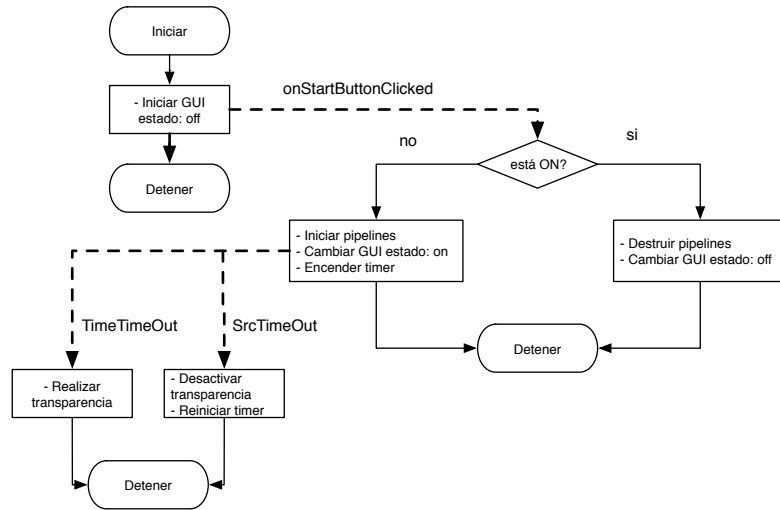 Iniciar
onStartButtonClicked
- Iniciar GUI
estado: off
no
si
está ON?
Detener
- Iniciar pipelines
- Cambiar GUI estado: on
- Encender timer
- Destruir pipelines
- Cambiar GUI estado: off
TimeTimeOut
SrcTimeOut
Detener
- Realizar
transparencia
- Desactivar
transparencia
- Reiniciar timer
Detener